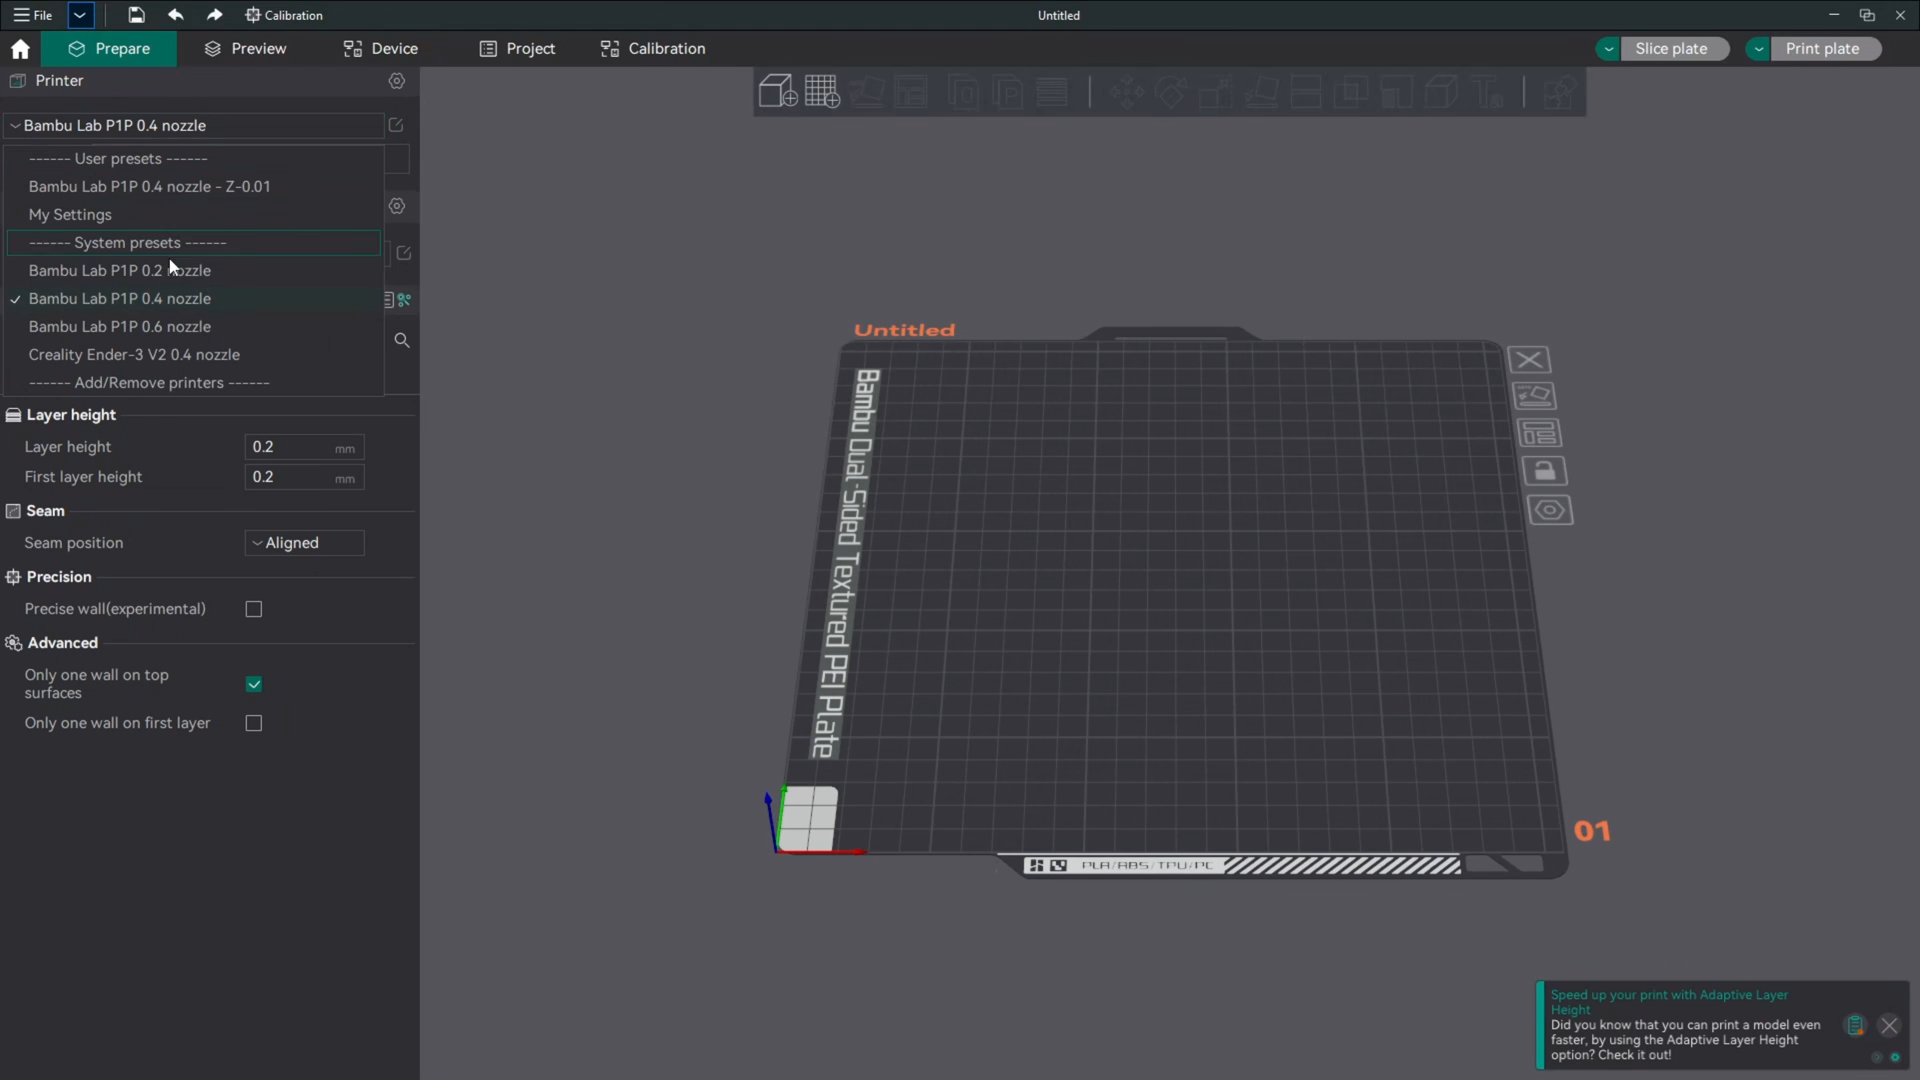 File
Calibration
Untitled
Prepare
Preview
Device
Project
Calibration
Slice plate
Print plate
Printer
Bambu Lab P1P 0.4 nozzle
------ User presets ------
Bambu Lab P1P 0.4 nozzle - Z-0.01
My Settings
------ System presets ------
Bambu Lab P1P 0.2 nozzle
Bambu Lab P1P 0.4 nozzle
Bambu Lab P1P 0.6 nozzle
Creality Ender-3 V2 0.4 nozzle
------ Add/Remove printers ------
Layer height
Layer height 0.2 mm
First layer height 0.2 mm
Seam
Seam position Aligned
Precision
Precise wall(experimental)
Advanced
Only one wall on top
surfaces
Only one wall on first layer
Untitled
Bambu Dual-Sided Textured PEI Plate
PLA/ABS/TPU/PC
01
Speed up your print with Adaptive Layer
Height
Did you know that you can print a model even
faster, by using the Adaptive Layer Height
option? Check it out!